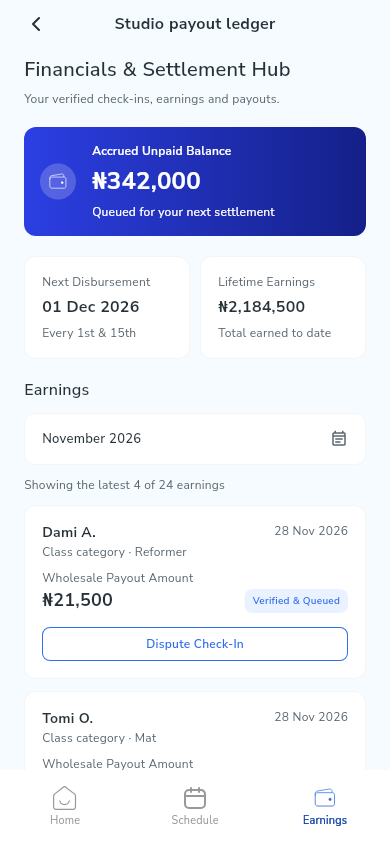 Studio payout ledger
Financials & Settlement Hub
Your verified check-ins, earnings and payouts.
Accrued Unpaid Balance
₦342,000
Queued for your next settlement
Next Disbursement
01 Dec 2026
Every 1st & 15th
Lifetime Earnings
₦2,184,500
Total earned to date
Earnings
November 2026
Showing the latest 4 of 24 earnings
Dami A.
28 Nov 2026
Class category · Reformer
Wholesale Payout Amount
₦21,500
Verified & Queued
Dispute Check-In
Tomi O.
28 Nov 2026
Class category · Mat
Wholesale Payout Amount
Home
Schedule
Earnings